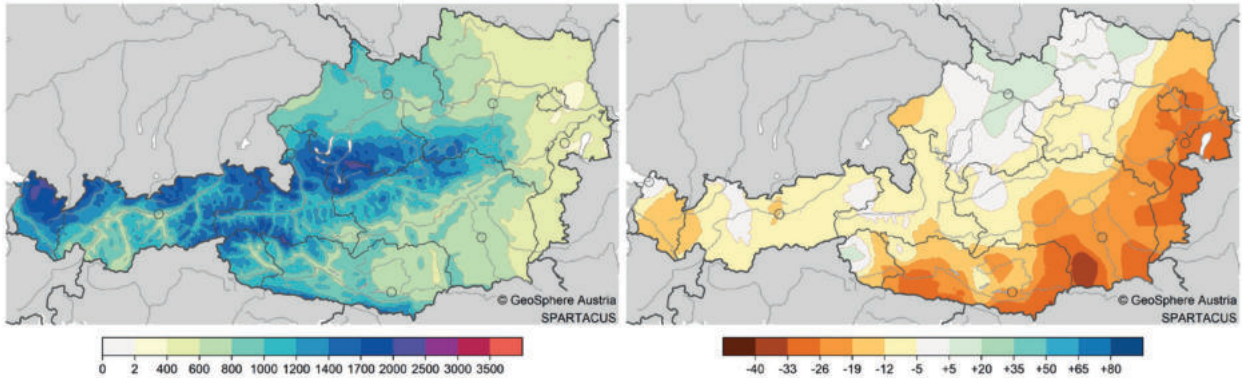 © GeoSphere Austria
SPARTACUS
© GeoSphere Austria
SPARTACUS
0 2 400 600 800 1000 1200 1400 1700 2000 2500 3000 3500
-40 -33 -26 -19 -12 -5 +5 +20 +35 +50 +65 +80